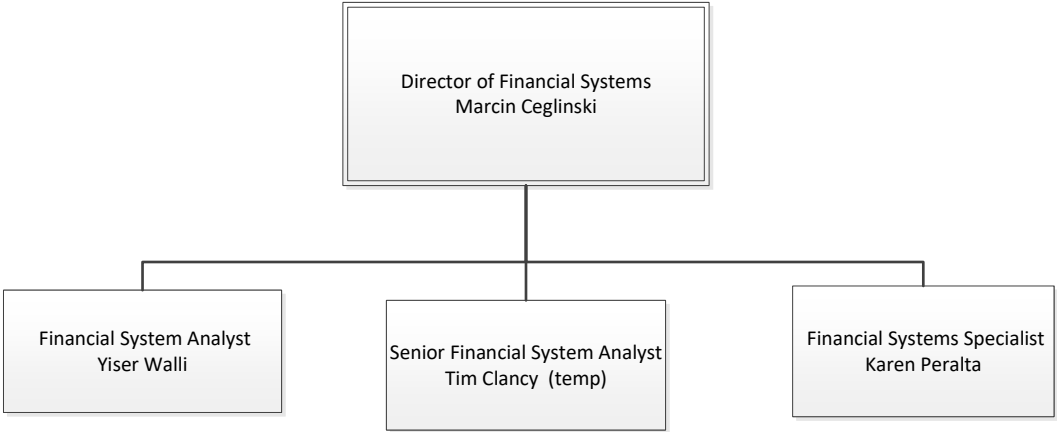 Director of Financial Systems
Marcin Ceglinski
Financial System Analyst
Yiser Walli
Senior Financial System Analyst
Tim Clancy  (temp)
Financial Systems Specialist
Karen Peralta